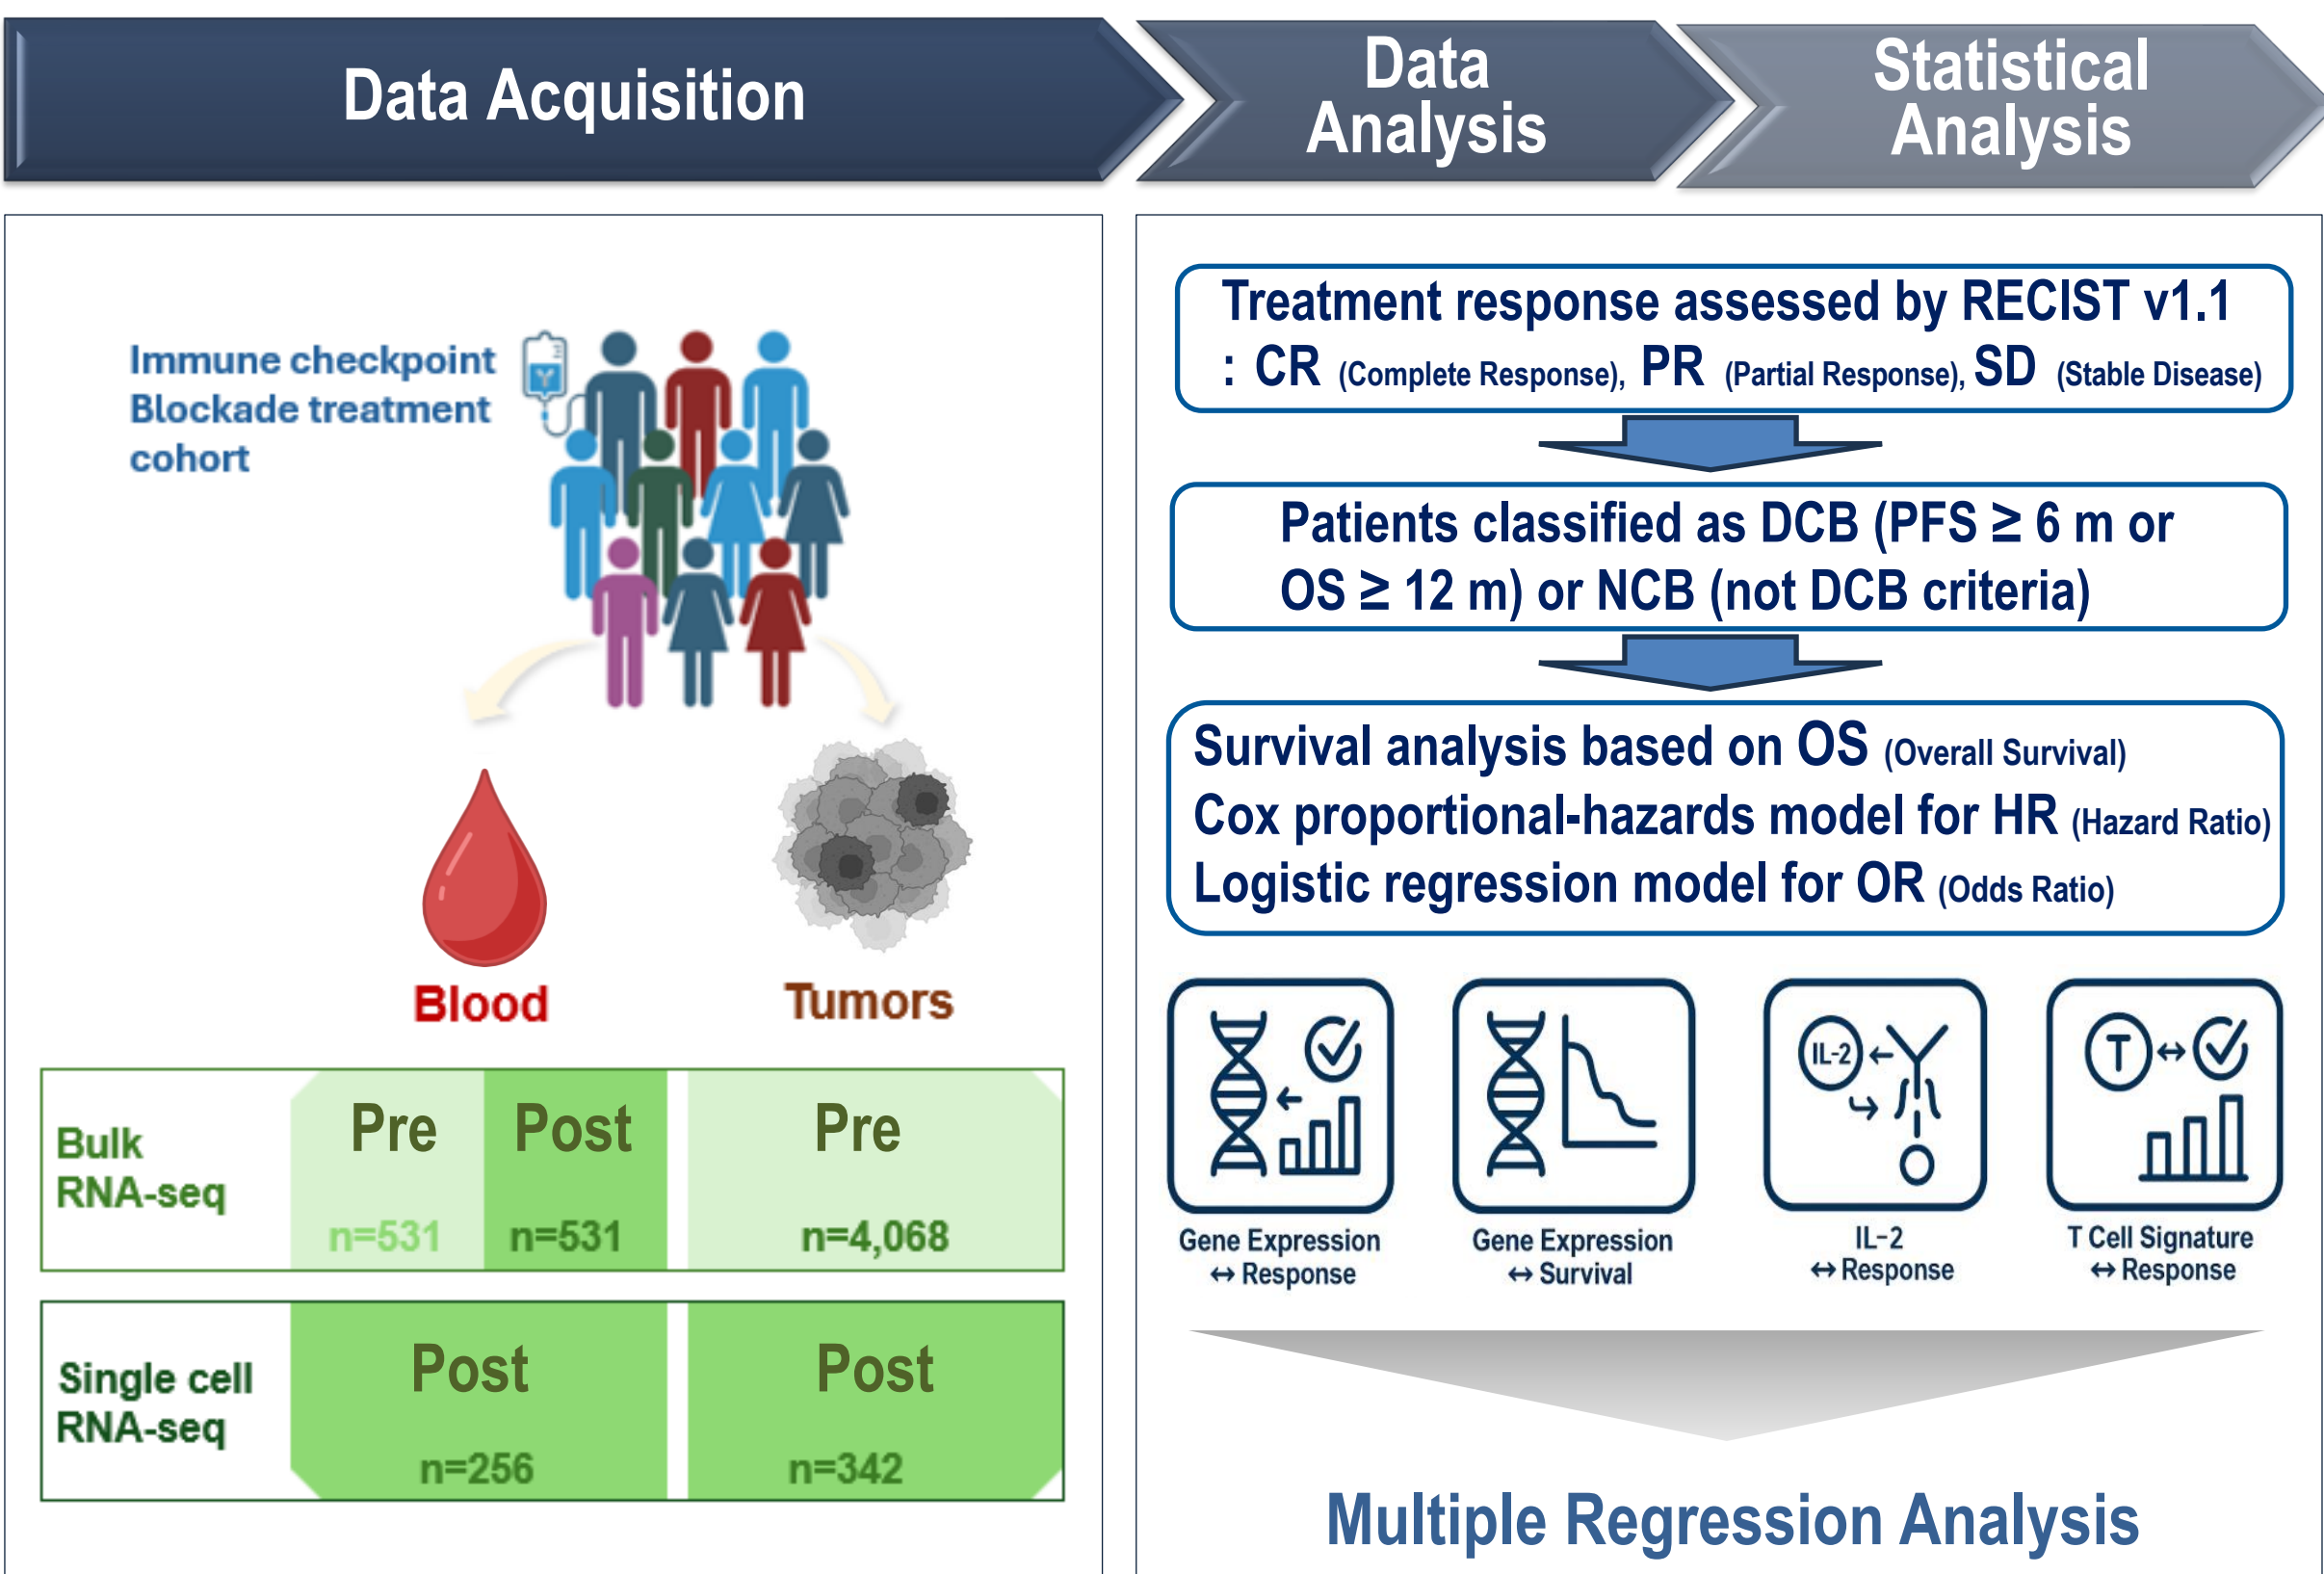 Data Acquisition
Data
Analysis
Statistical
Analysis
Immune checkpoint
Blockade treatment
cohort
Blood
Tumors
Bulk
RNA-seq
Pre
Post
Pre
n=531
n=531
n=4,068
Single cell
RNA-seq
Post
Post
n=256
n=342
Treatment response assessed by RECIST v1.1
: CR (Complete Response), PR (Partial Response), SD (Stable Disease)
Patients classified as DCB (PFS ≥ 6 m or
OS ≥ 12 m) or NCB (not DCB criteria)
Survival analysis based on OS (Overall Survival)
Cox proportional-hazards model for HR (Hazard Ratio)
Logistic regression model for OR (Odds Ratio)
IL-2
T
Gene Expression
↔ Response
Gene Expression
↔ Survival
IL-2
↔ Response
T Cell Signature
↔ Response
Multiple Regression Analysis